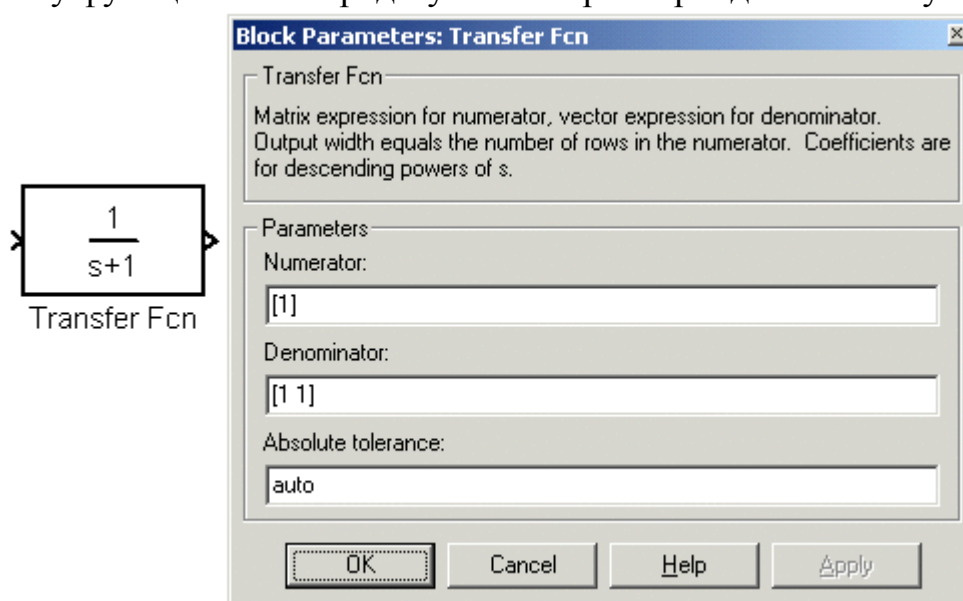 Block Parameters: Transfer Fcn
Transfer Fcn
Matrix expression for numerator, vector expression for denominator.
Output width equals the number of rows in the numerator. Coefficients are
for descending powers of s.
1
s+1
Transfer Fcn
Parameters
Numerator:
[1]
Denominator:
[1 1]
Absolute tolerance:
auto
OK Cancel Help Apply